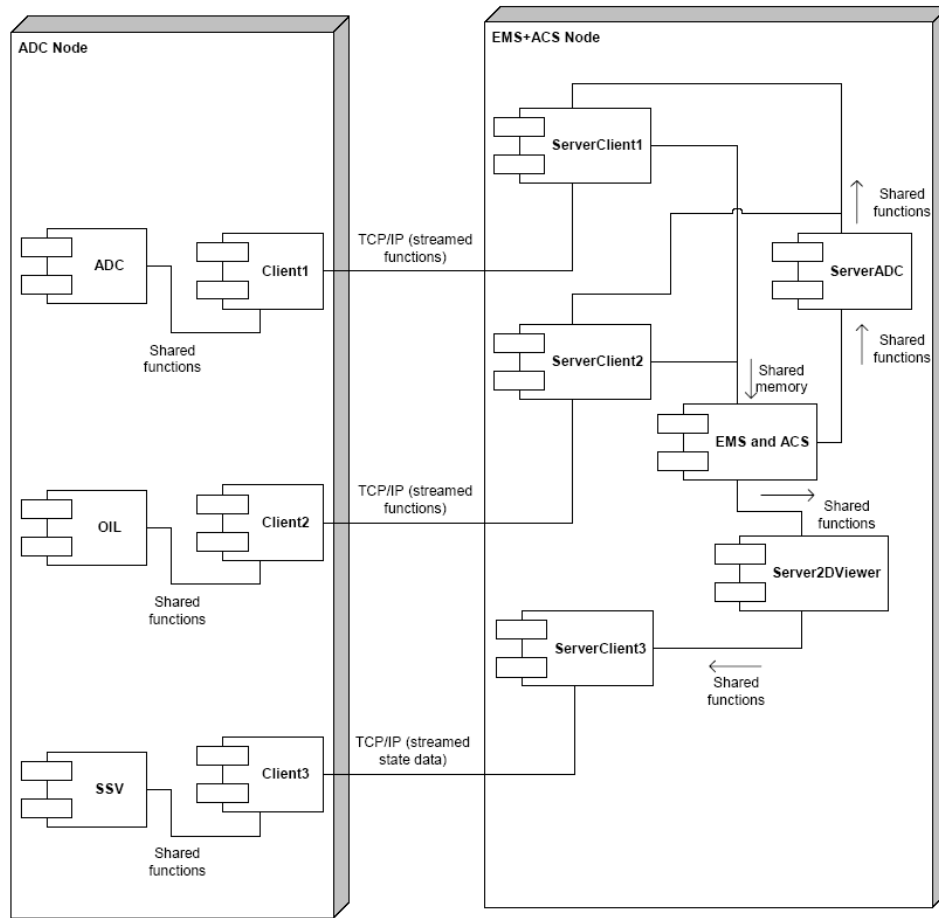 ADC Node
EMS+ACS Node
ServerClient1
Shared
functions
TCP/IP (streamed
functions)
ADC
Client1
ServerADC
Shared
functions
Shared
functions
ServerClient2
Shared
memory
EMS and ACS
TCP/IP (streamed
functions)
OIL
Client2
Shared
functions
Server2DViewer
Shared
functions
ServerClient3
Shared
functions
TCP/IP (streamed
state data)
SSV
Client3
Shared
functions